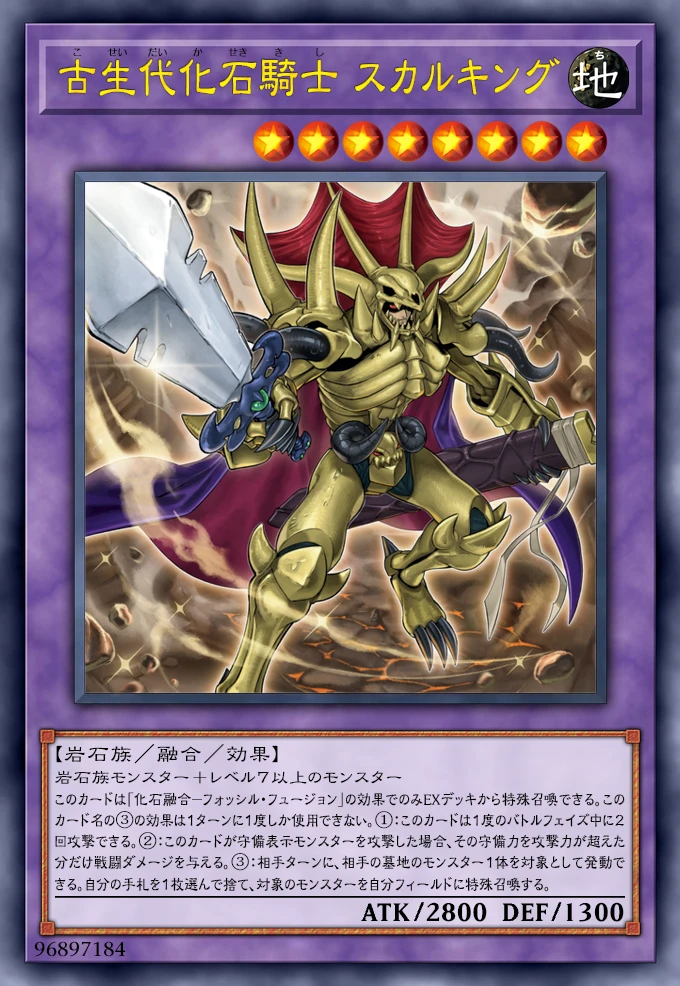 こせいだいかせききし
古生代化石騎士 スカルキング
ち
地
【岩石族／融合／効果】
岩石族モンスター＋レベル７以上のモンスター
このカードは「化石融合－フォッシル・フュージョン」の効果でのみEXデッキから特殊召喚できる。この
カード名の③の効果は1ターンに1度しか使用できない。①：このカードは1度のバトルフェイズ中に2
回攻撃できる。②：このカードが守備表示モンスターを攻撃した場合、その守備力を攻撃力が超えた
分だけ戦闘ダメージを与える。③：相手ターンに、相手の墓地のモンスター1体を対象として発動で
きる。自分の手札を1枚選んで捨て、対象のモンスターを自分フィールドに特殊召喚する。
ATK/2800 DEF/1300
96897184